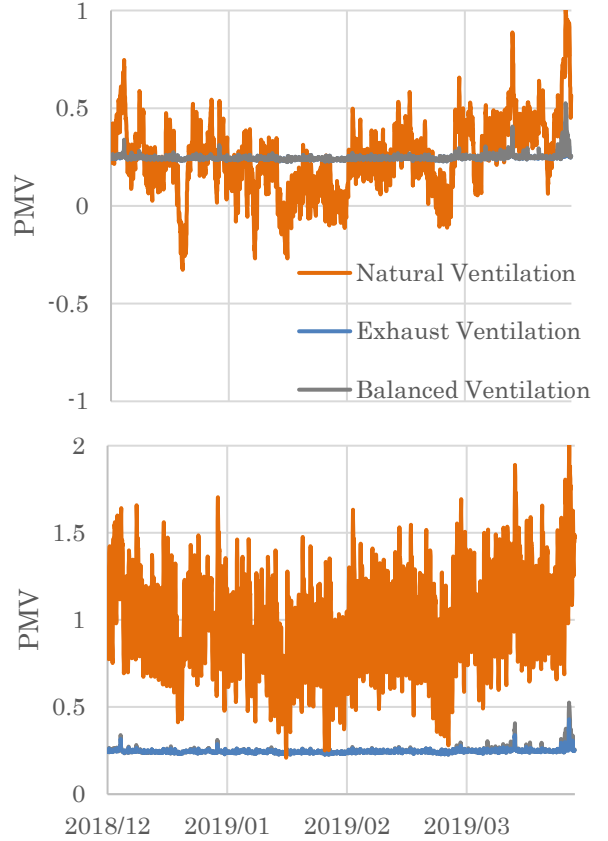 1
0.5
PMV
0
Natural Ventilation
-0.5
Exhaust Ventilation
Balanced Ventilation
-1
2
1.5
PMV
1
0.5
0
2018/12 2019/01 2019/02 2019/03